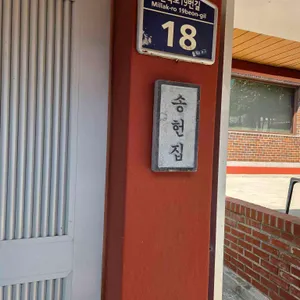 Millak-ro 19beon-gil
18
송
헌
집